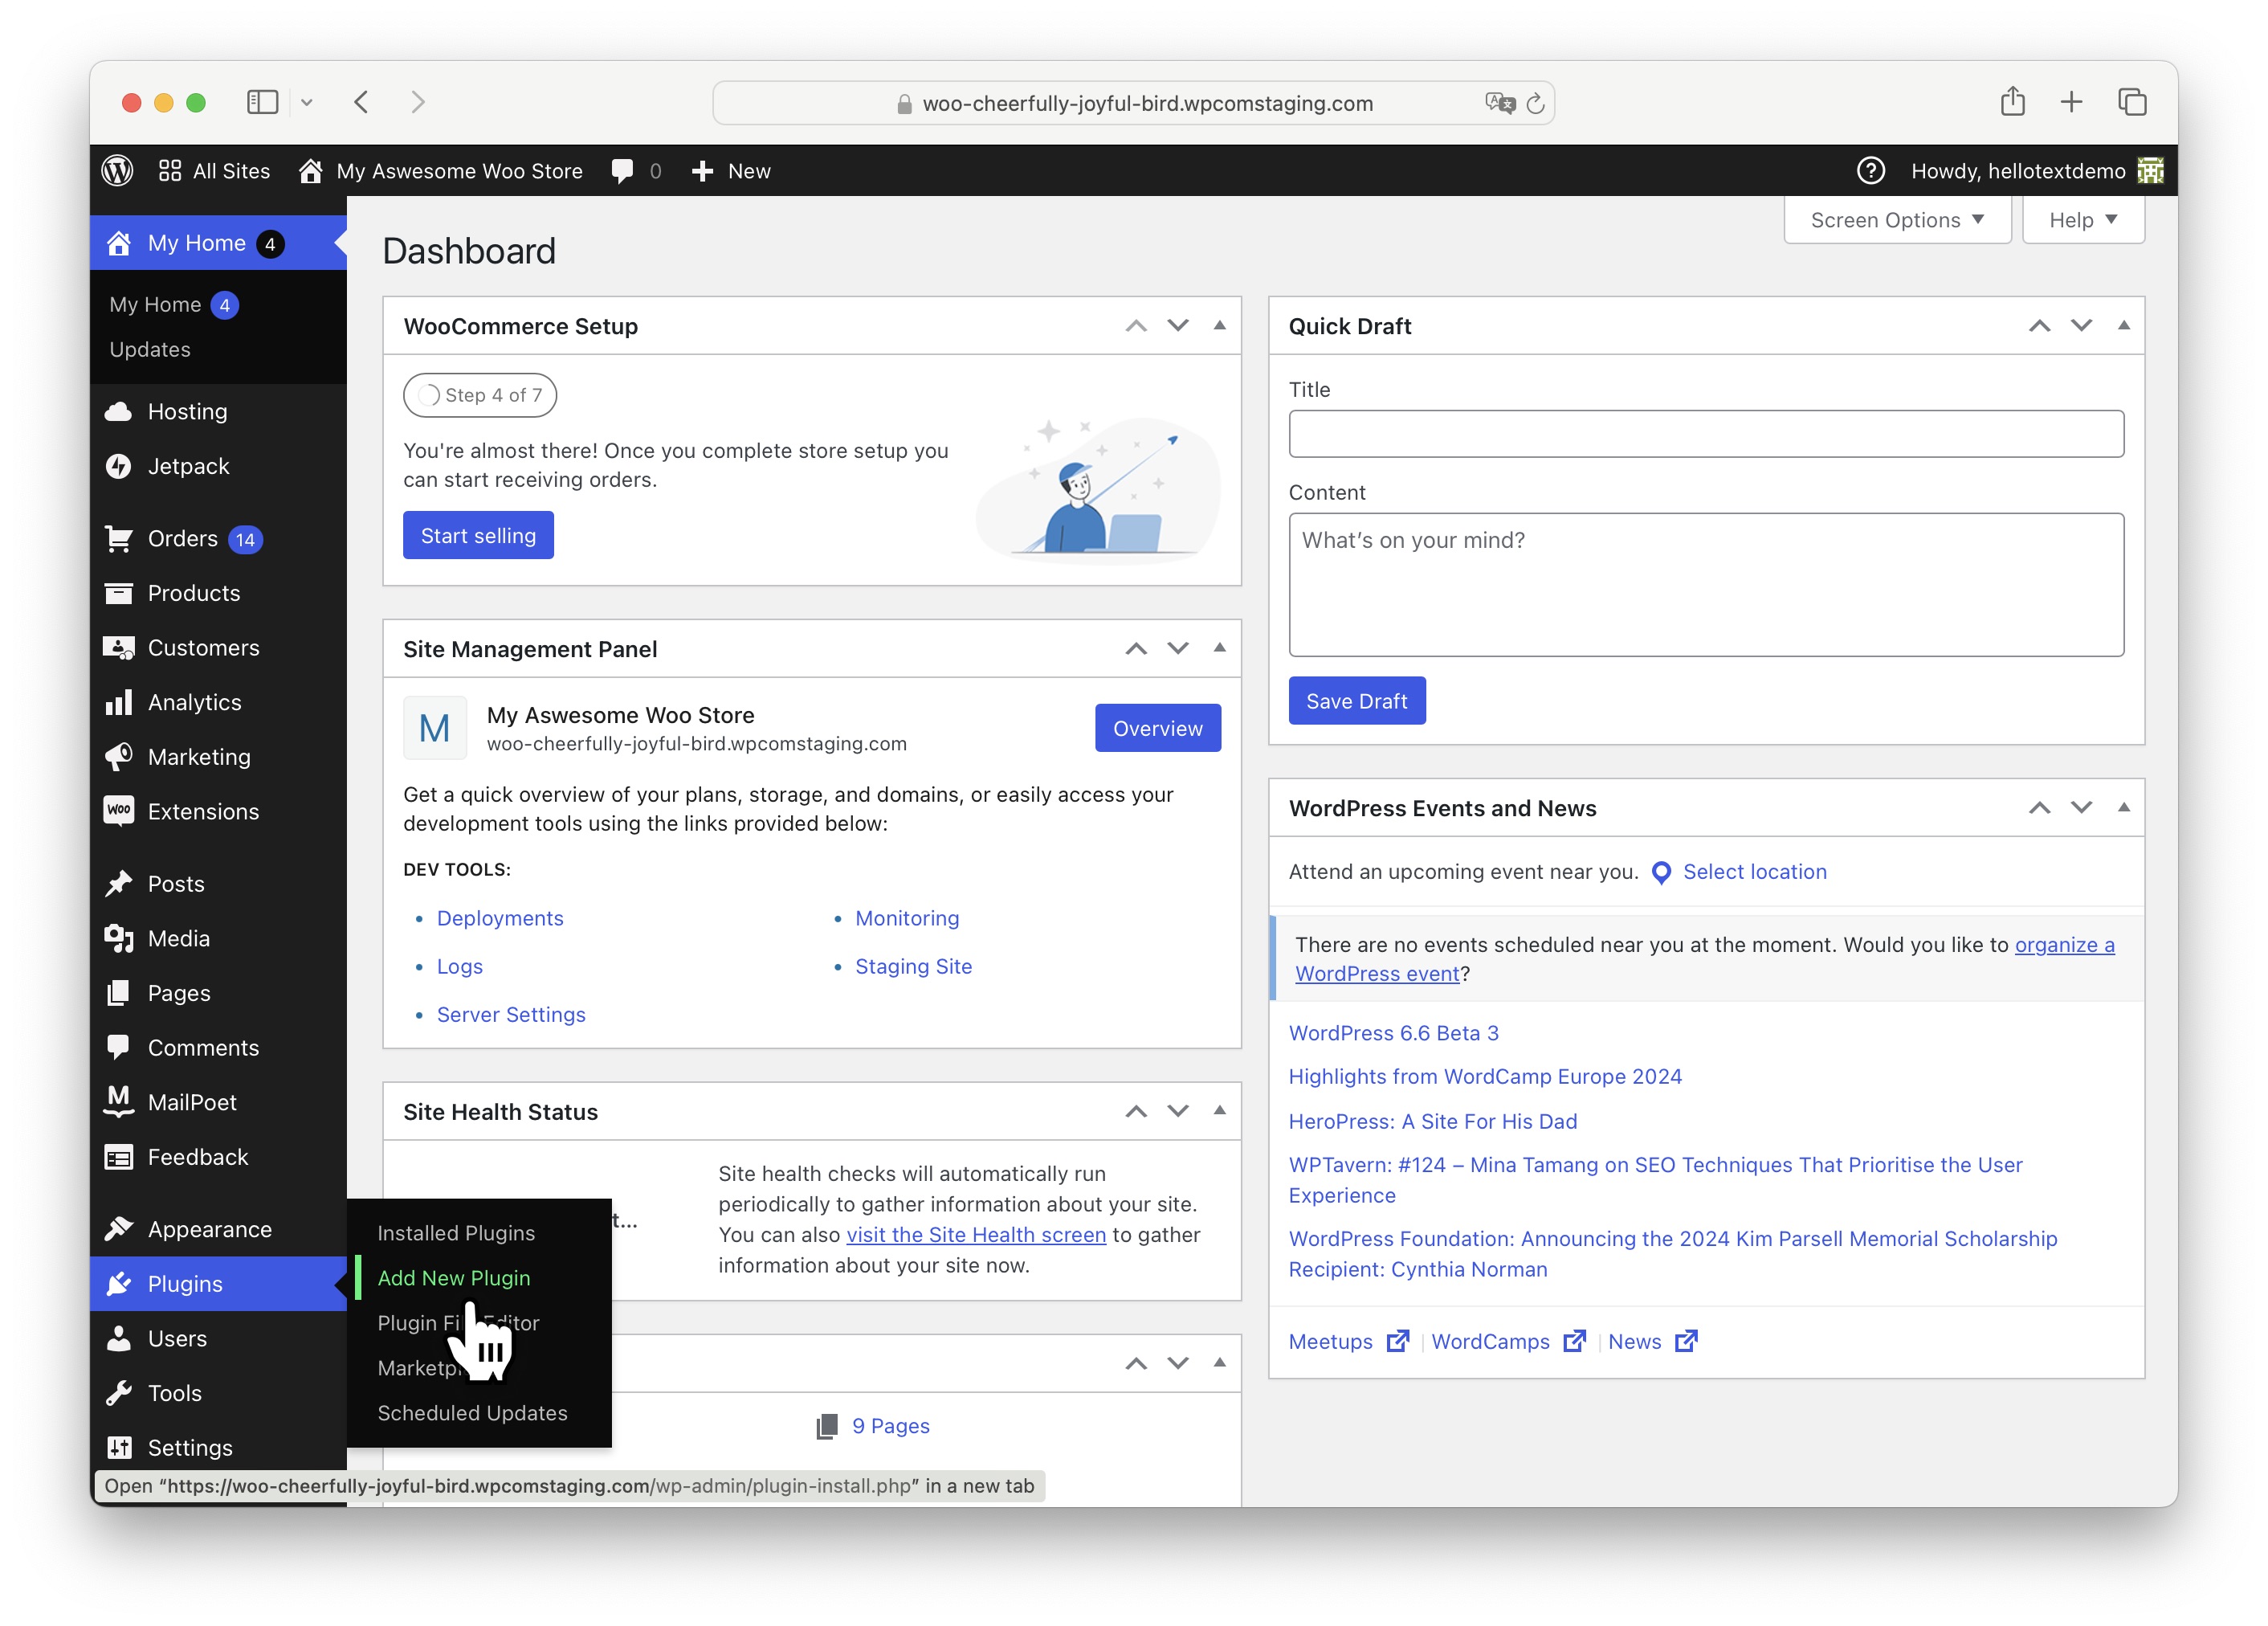 woo-cheerfully-joyful-bird.wpcomstaging.com
All Sites
My Aswesome Woo Store
0
New
Howdy, hellotextdemo
My Home 4
My Home 4
Updates
Hosting
Jetpack
Orders 14
Products
Customers
Analytics
Marketing
Woo Extensions
Posts
Media
Pages
Comments
MailPoet
Feedback
Appearance
Plugins
Users
Tools
Settings
Installed Plugins
Add New Plugin
Plugin
Scheduled Updates
Screen Options
Help
Dashboard
WooCommerce Setup
Step 4 of 7
You're almost there! Once you complete store setup you
can start receiving orders.
Start selling
Site Management Panel
M
My Aswesome Woo Store
woo-cheerfully-joyful-bird.wpcomstaging.com
Overview
Get a quick overview of your plans, storage, and domains, or easily access your
development tools using the links provided below:
DEV TOOLS:
Deployments
Monitoring
Logs
Staging Site
Server Settings
Site Health Status
Site health checks will automatically run
periodically to gather information about your site.
You can also visit the Site Health screen to gather
information about your site now.
9 Pages
Quick Draft
Title
Content
What's on your mind?
Save Draft
WordPress Events and News
Attend an upcoming event near you. Select location
There are no events scheduled near you at the moment. Would you like to organize a
WordPress event?
WordPress 6.6 Beta 3
Highlights from WordCamp Europe 2024
HeroPress: A Site For His Dad
WPTavern: #124 – Mina Tamang on SEO Techniques That Prioritise the User
Experience
WordPress Foundation: Announcing the 2024 Kim Parsell Memorial Scholarship
Recipient: Cynthia Norman
Meetups | WordCamps | News
Open “https://woo-cheerfully-joyful-bird.wpcomstaging.com/wp-admin/plugin-install.php” in a new tab